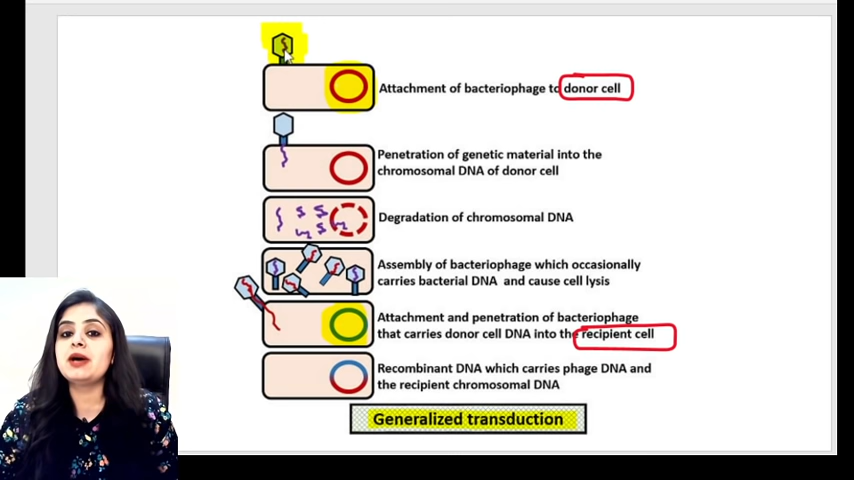 Attachment of bacteriophage to donor cell
Penetration of genetic material into the
chromosomal DNA of donor cell
Degradation of chromosomal DNA
Assembly of bacteriophage which occasionally
carries bacterial DNA and cause cell lysis
Attachment and penetration of bacteriophage
that carries donor cell DNA into the recipient cell
Recombinant DNA which carries phage DNA and
the recipient chromosomal DNA
Generalized transduction